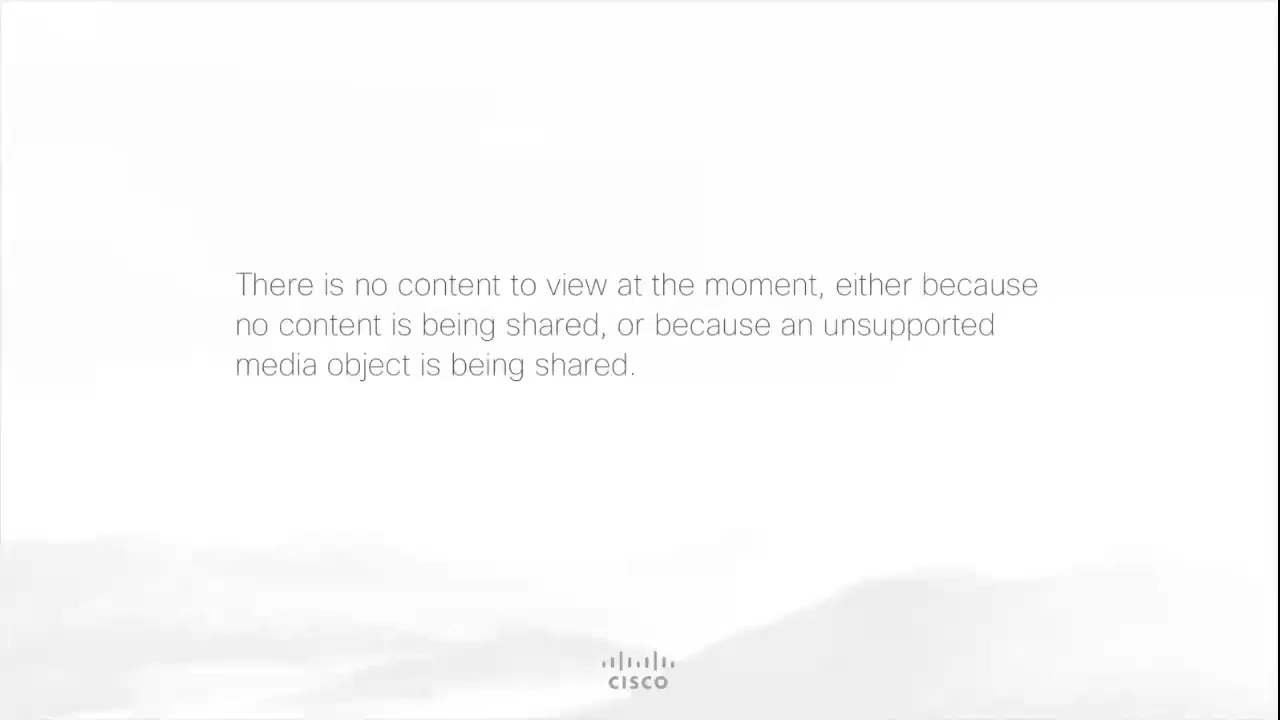 There is no content to view at the moment, either because
no content is being shared, or because an unsupported
media object is being shared.
CISCO